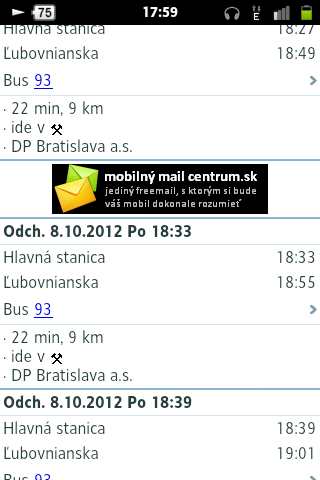 75 17:59 E
Hlavná stanica 18:27
Ľubovnianska 18:49
Bus 93
· 22 min, 9 km
· ide v ⚒
· DP Bratislava a.s.
mobilný mail centrum.sk
jediný freemail, s ktorým si bude
váš mobil dokonale rozumieť
Odch. 8.10.2012 Po 18:33
Hlavná stanica 18:33
Ľubovnianska 18:55
Bus 93
· 22 min, 9 km
· ide v ⚒
· DP Bratislava a.s.
Odch. 8.10.2012 Po 18:39
Hlavná stanica 18:39
Ľubovnianska 19:01
Bus 93